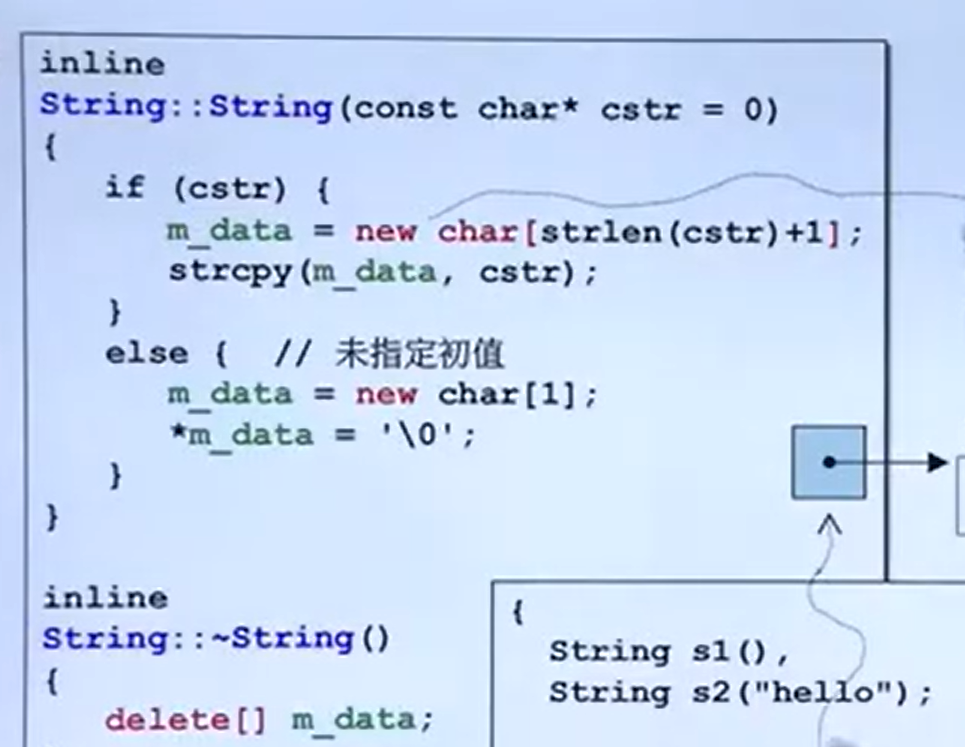 inline
String::String(const char* cstr = 0)
{
if (cstr) {
m_data = new char[strlen(cstr)+1];
strcpy(m_data, cstr);
}
else { // 未指定初值
m_data = new char[1];
*m_data = '\0';
}
}
inline
String::~String()
{
delete[] m_data;
{
String s1(),
String s2("hello");